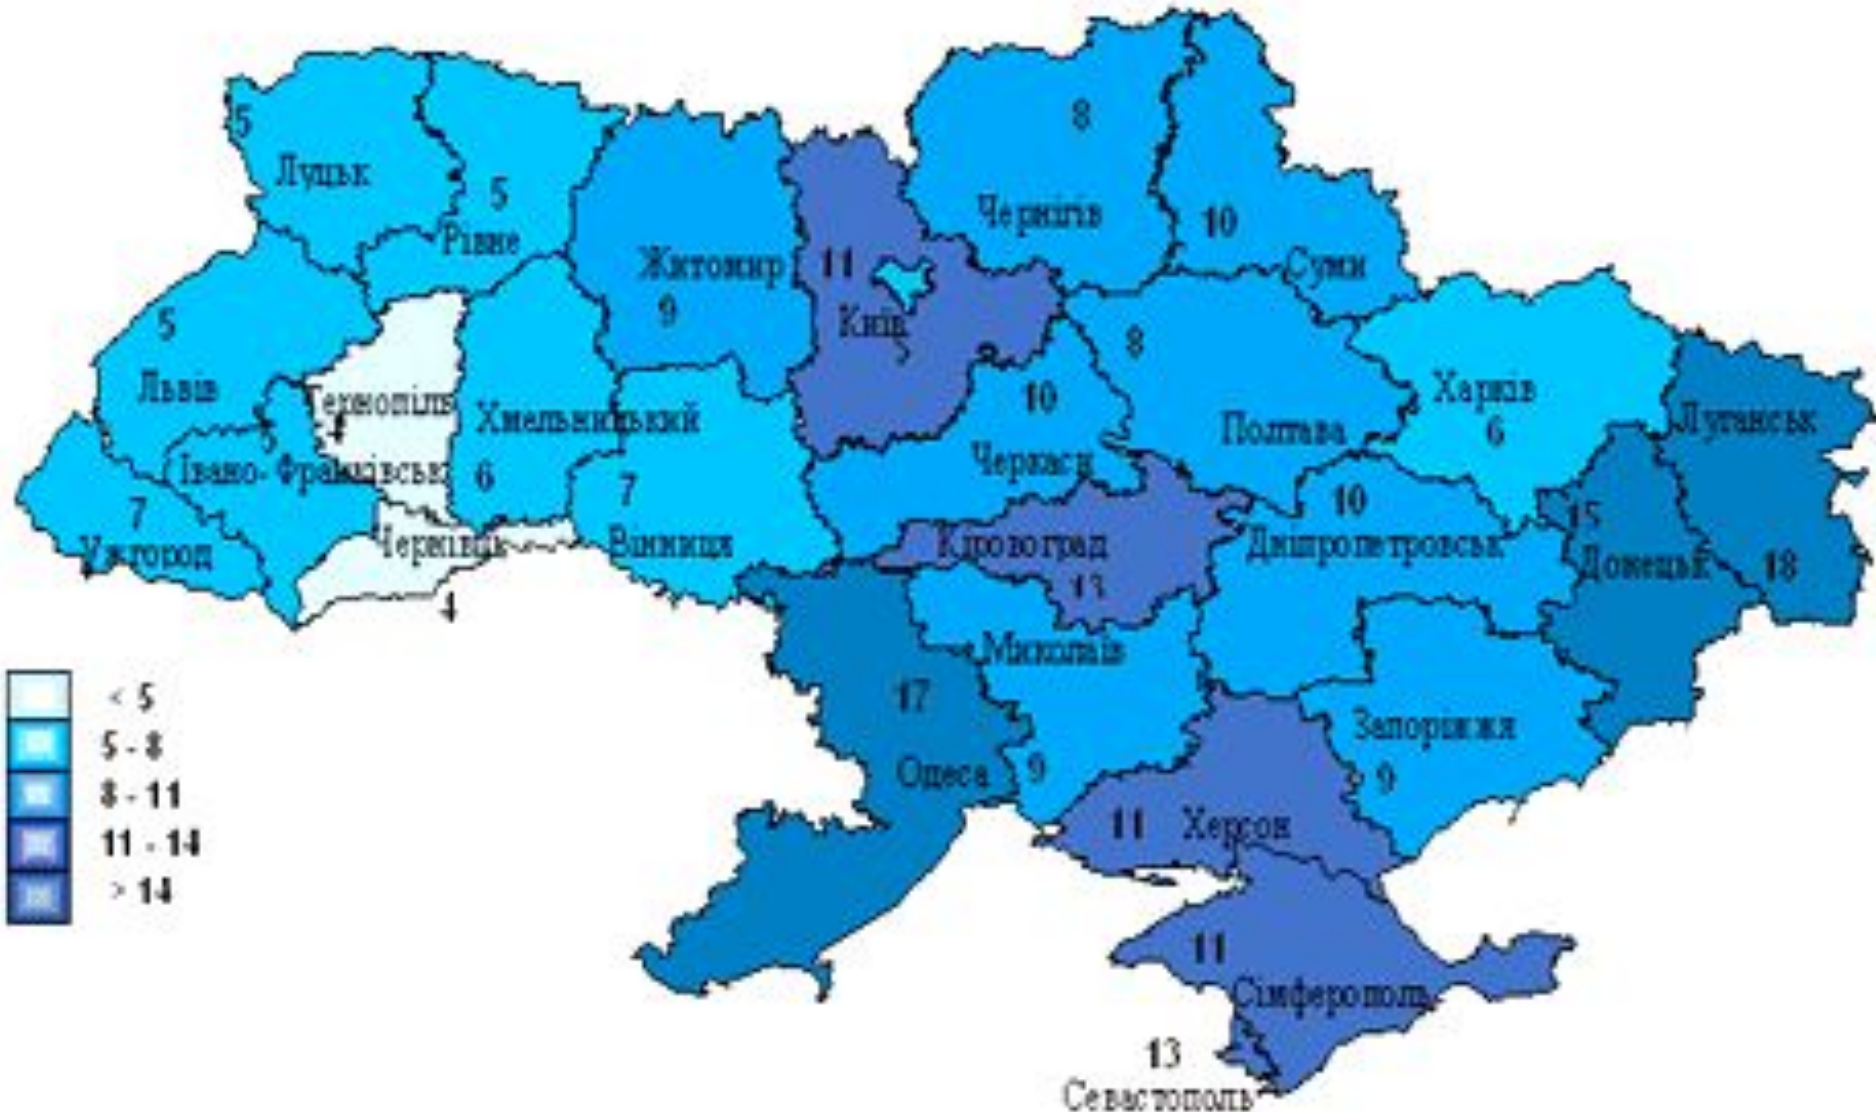 8
5
Луцьк
5
Рівне
Чернігів
10
Суми
Житомир
11
9
Київ
5
5
Львів
8
10
Харків
6
Тернопіль
4
Хмельницький
Полтава
Луганськ
5
Івано-Франківськ
6
7
Черкаси
7
Ужгород
Чернівці
4
Вінниця
Кіровоград
13
10
Дніпропетровськ
15
Донецьк
18
Миколаїв
9
17
Одеса
Запоріжжя
9
11
Херсон
11
Сімферополь
13
Севастополь
< 5
5 - 8
8 - 11
11 - 14
> 14